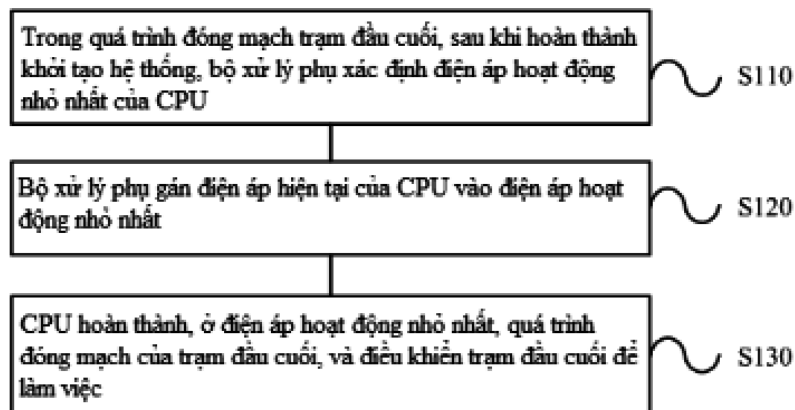 Trong quá trình đóng mạch trạm đầu cuối, sau khi hoàn thành
khởi tạo hệ thống, bộ xử lý phụ xác định điện áp hoạt động
nhỏ nhất của CPU
S110
Bộ xử lý phụ gán điện áp hiện tại của CPU vào điện áp hoạt
động nhỏ nhất
S120
CPU hoàn thành, ở điện áp hoạt động nhỏ nhất, quá trình
đóng mạch của trạm đầu cuối, và điều khiển trạm đầu cuối để
làm việc
S130